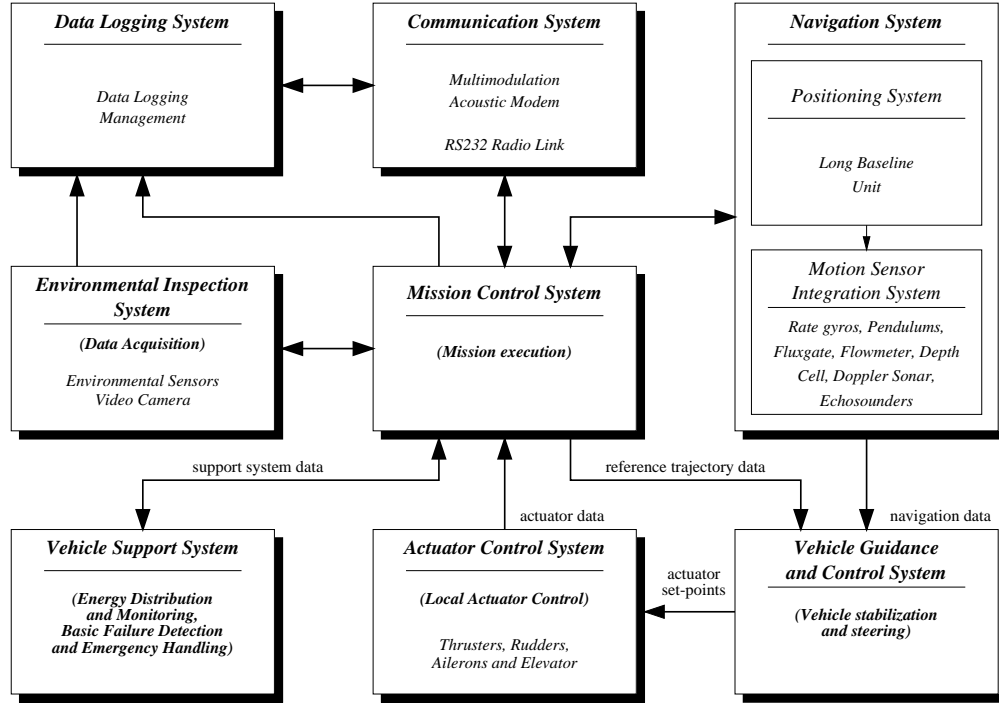 Data Logging System
Data Logging
Management
Communication System
Multimodulation
Acoustic Modem
RS232 Radio Link
Navigation System
Positioning System
Long Baseline
Unit
Motion Sensor
Integration System
Rate gyros, Pendulums,
Fluxgate, Flowmeter, Depth
Cell, Doppler Sonar,
Echosounders
Environmental Inspection
System
(Data Acquisition)
Environmental Sensors
Video Camera
Mission Control System
(Mission execution)
support system data
actuator data
reference trajectory data
navigation data
Vehicle Support System
(Energy Distribution
and Monitoring,
Basic Failure Detection
and Emergency Handling)
Actuator Control System
(Local Actuator Control)
Thrusters, Rudders,
Ailerons and Elevator
actuator
set-points
Vehicle Guidance
and Control System
(Vehicle stabilization
and steering)